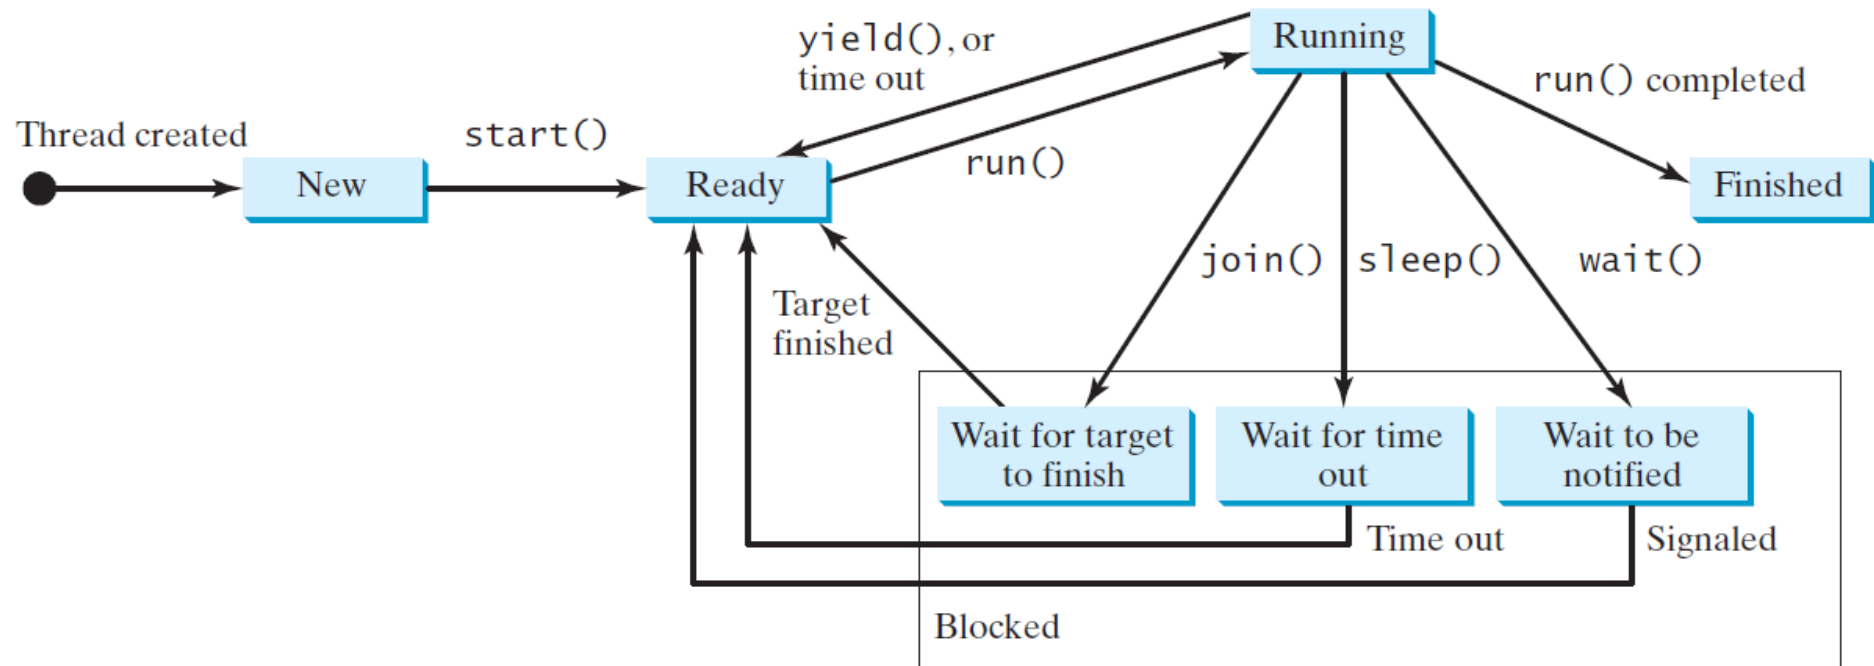 yield(), or
time out
Running
run() completed
Thread created
start()
New
Ready
run()
Finished
join()
sleep()
wait()
Target
finished
Wait for target
to finish
Wait for time
out
Wait to be
notified
Time out
Signaled
Blocked